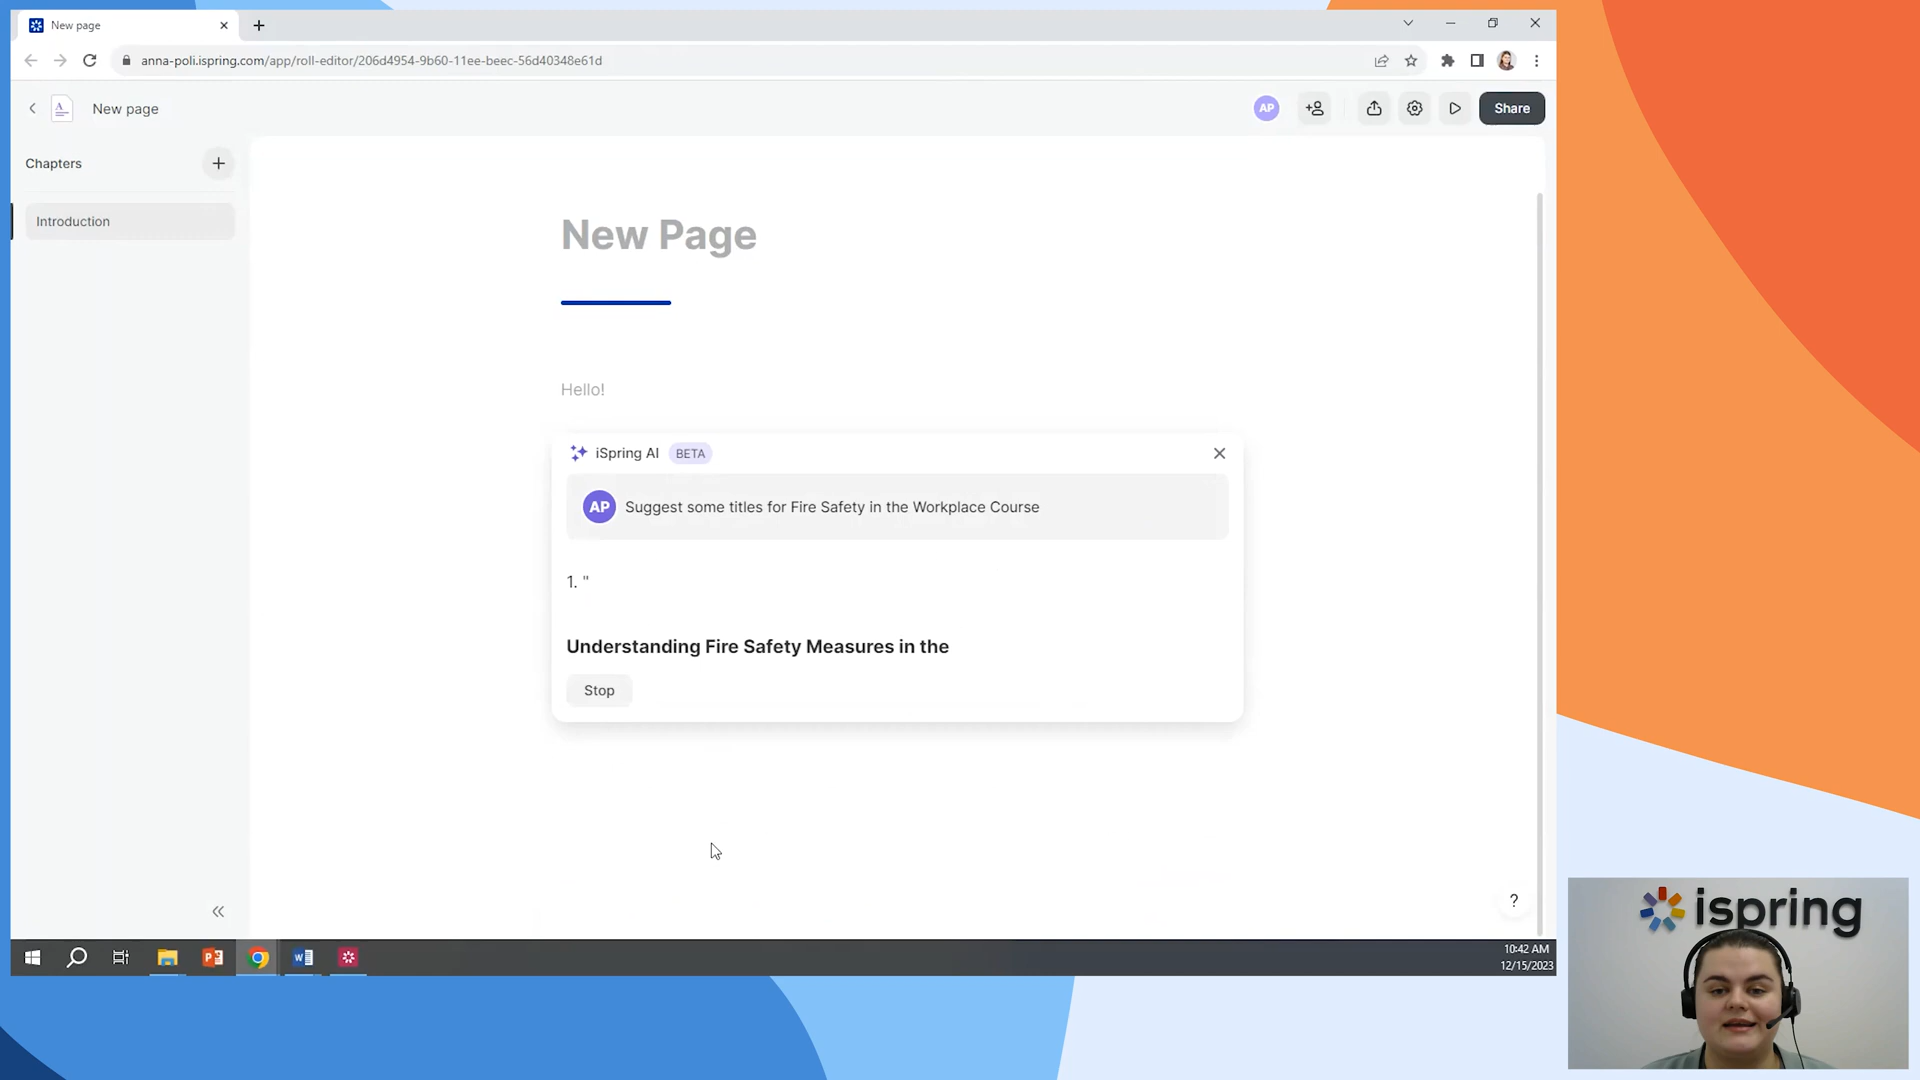 New page
anna-poli.ispring.com/app/roll-editor/206d4954-9b60-11ee-beec-56d40348e61d
New page
AP
Share
Chapters
Introduction
New Page
Hello!
iSpring AI
BETA
AP
Suggest some titles for Fire Safety in the Workplace Course
1. "
Understanding Fire Safety Measures in the
Stop
?
10:42 AM
12/15/2023
ispring